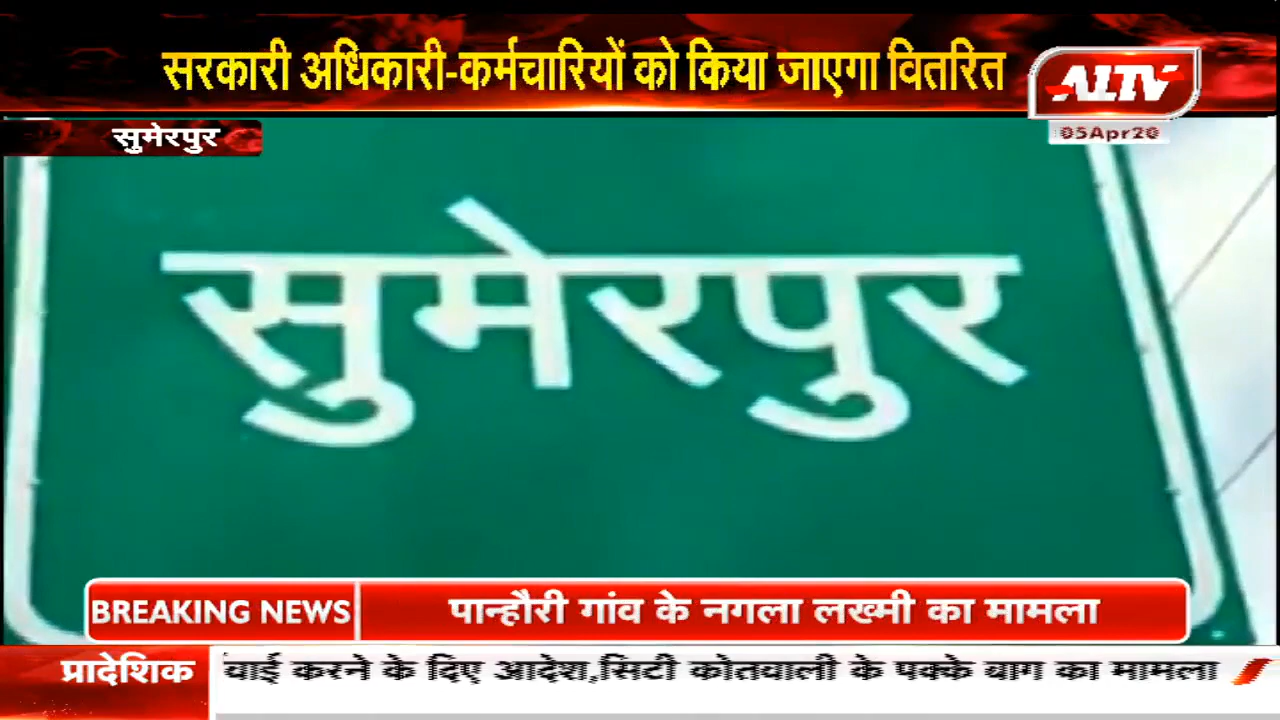 सरकारी अधिकारी-कर्मचारियों को किया जाएगा वितरित
ALTV
05Apr20
सुमेरपुर
सुमेरपुर
BREAKING NEWS
पान्हौरी गांव के नगला लख्मी का मामला
प्रादेशिक
करने के दिए आदेश,सिटी कोतवाली के पक्के बाग का मामला